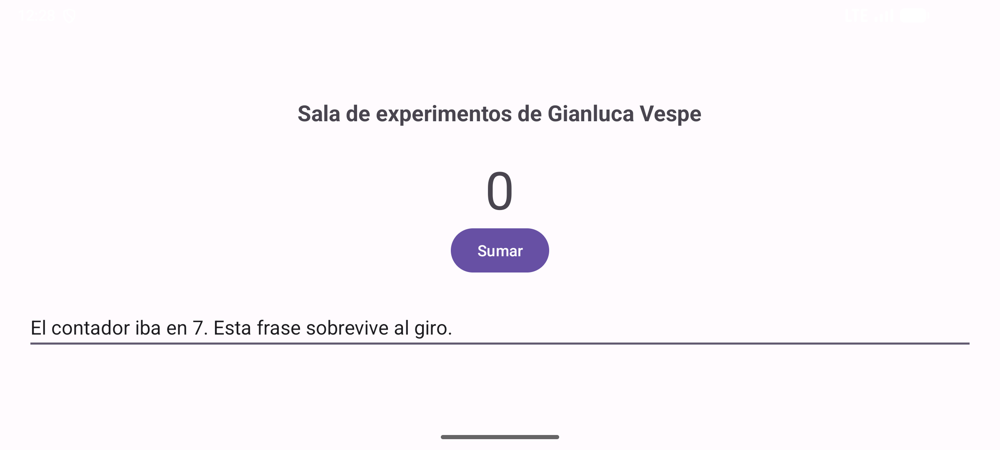 Sala de experimentos de Gianluca Vespe
0
Sumar
El contador iba en 7. Esta frase sobrevive al giro.